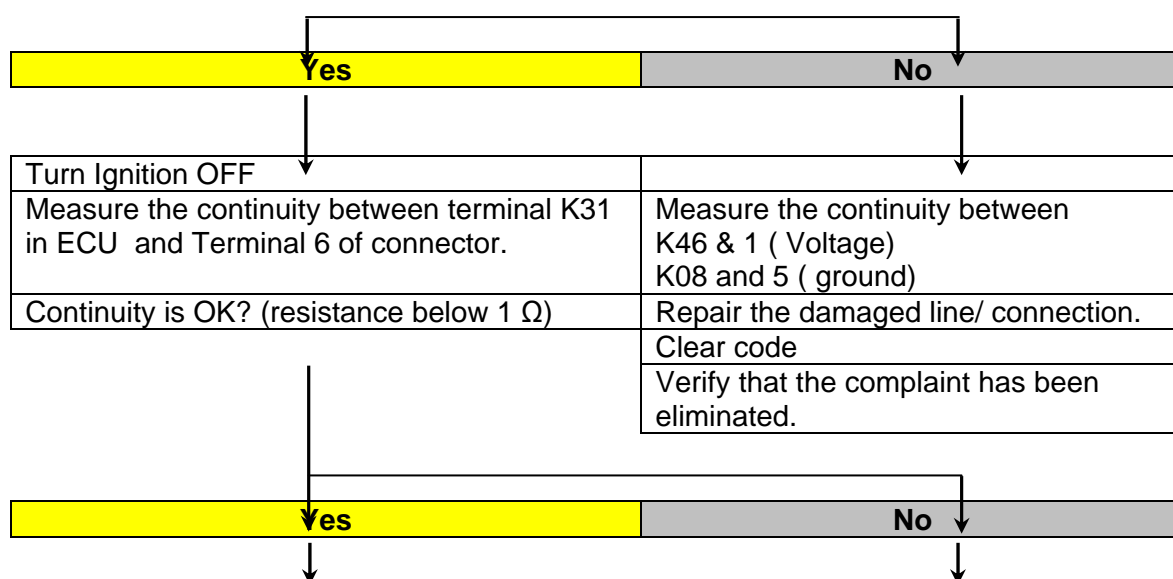 Yes
No
Turn Ignition OFF
Measure the continuity between terminal K31
in ECU and Terminal 6 of connector.
Measure the continuity between
K46 & 1 ( Voltage)
K08 and 5 ( ground)
Continuity is OK? (resistance below 1 Ω)
Repair the damaged line/ connection.
Clear code
Verify that the complaint has been
eliminated.
Yes
No